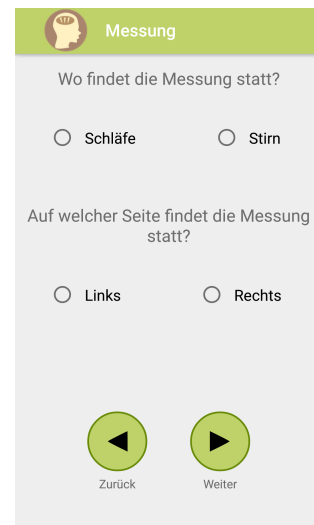 Messung
Wo findet die Messung statt?
Schläfe Stirn
Auf welcher Seite findet die Messung
statt?
Links Rechts
Zurück Weiter